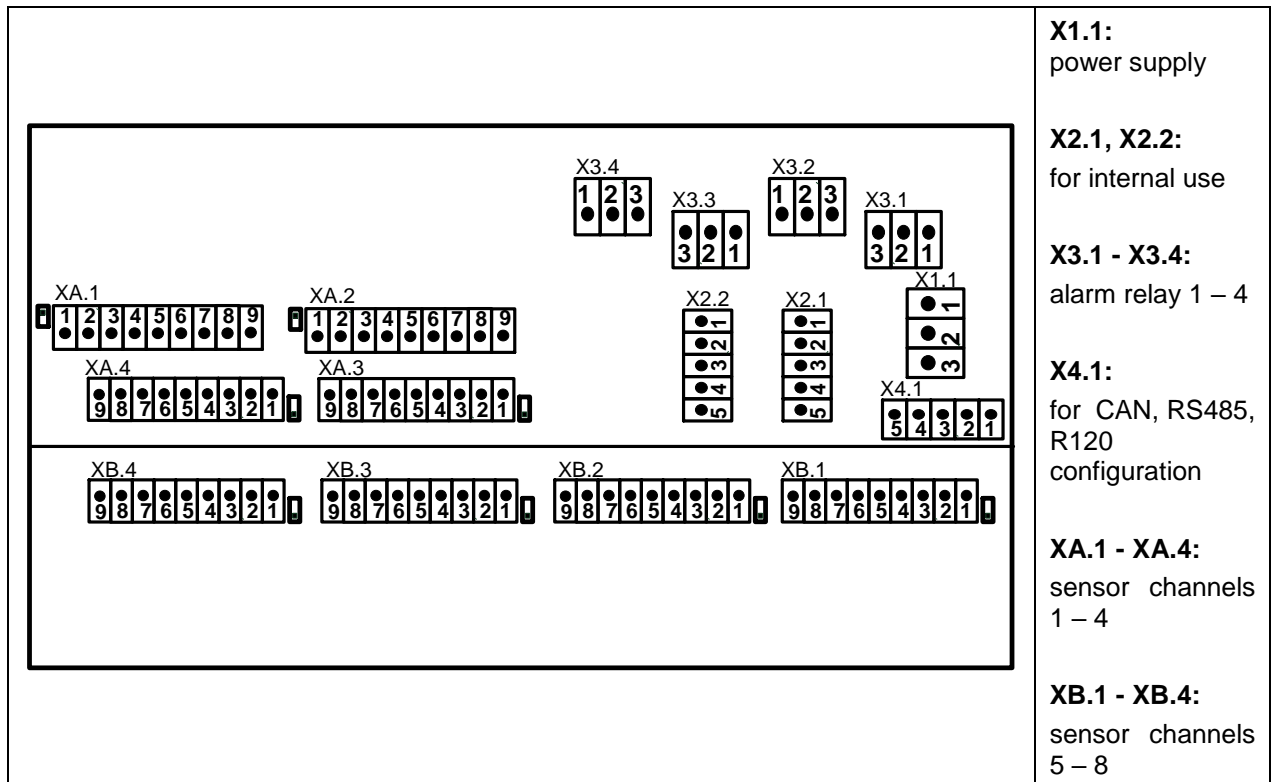 X3.4
X3.2
1 2 3
1 2 3
X3.3
X3.1
3 2 1
3 2 1
X1.1
1
2
3
XA.1
1 2 3 4 5 6 7 8 9
XA.2
1 2 3 4 5 6 7 8 9
X2.2
1
2
3
4
5
X2.1
1
2
3
4
5
XA.4
9 8 7 6 5 4 3 2 1
XA.3
9 8 7 6 5 4 3 2 1
X4.1
5 4 3 2 1
XB.4
9 8 7 6 5 4 3 2 1
XB.3
9 8 7 6 5 4 3 2 1
XB.2
9 8 7 6 5 4 3 2 1
XB.1
9 8 7 6 5 4 3 2 1
X1.1:
power supply
X2.1, X2.2:
for internal use
X3.1 - X3.4:
alarm relay 1 – 4
X4.1:
for CAN, RS485,
R120
configuration
XA.1 - XA.4:
sensor channels
1 – 4
XB.1 - XB.4:
sensor channels
5 – 8